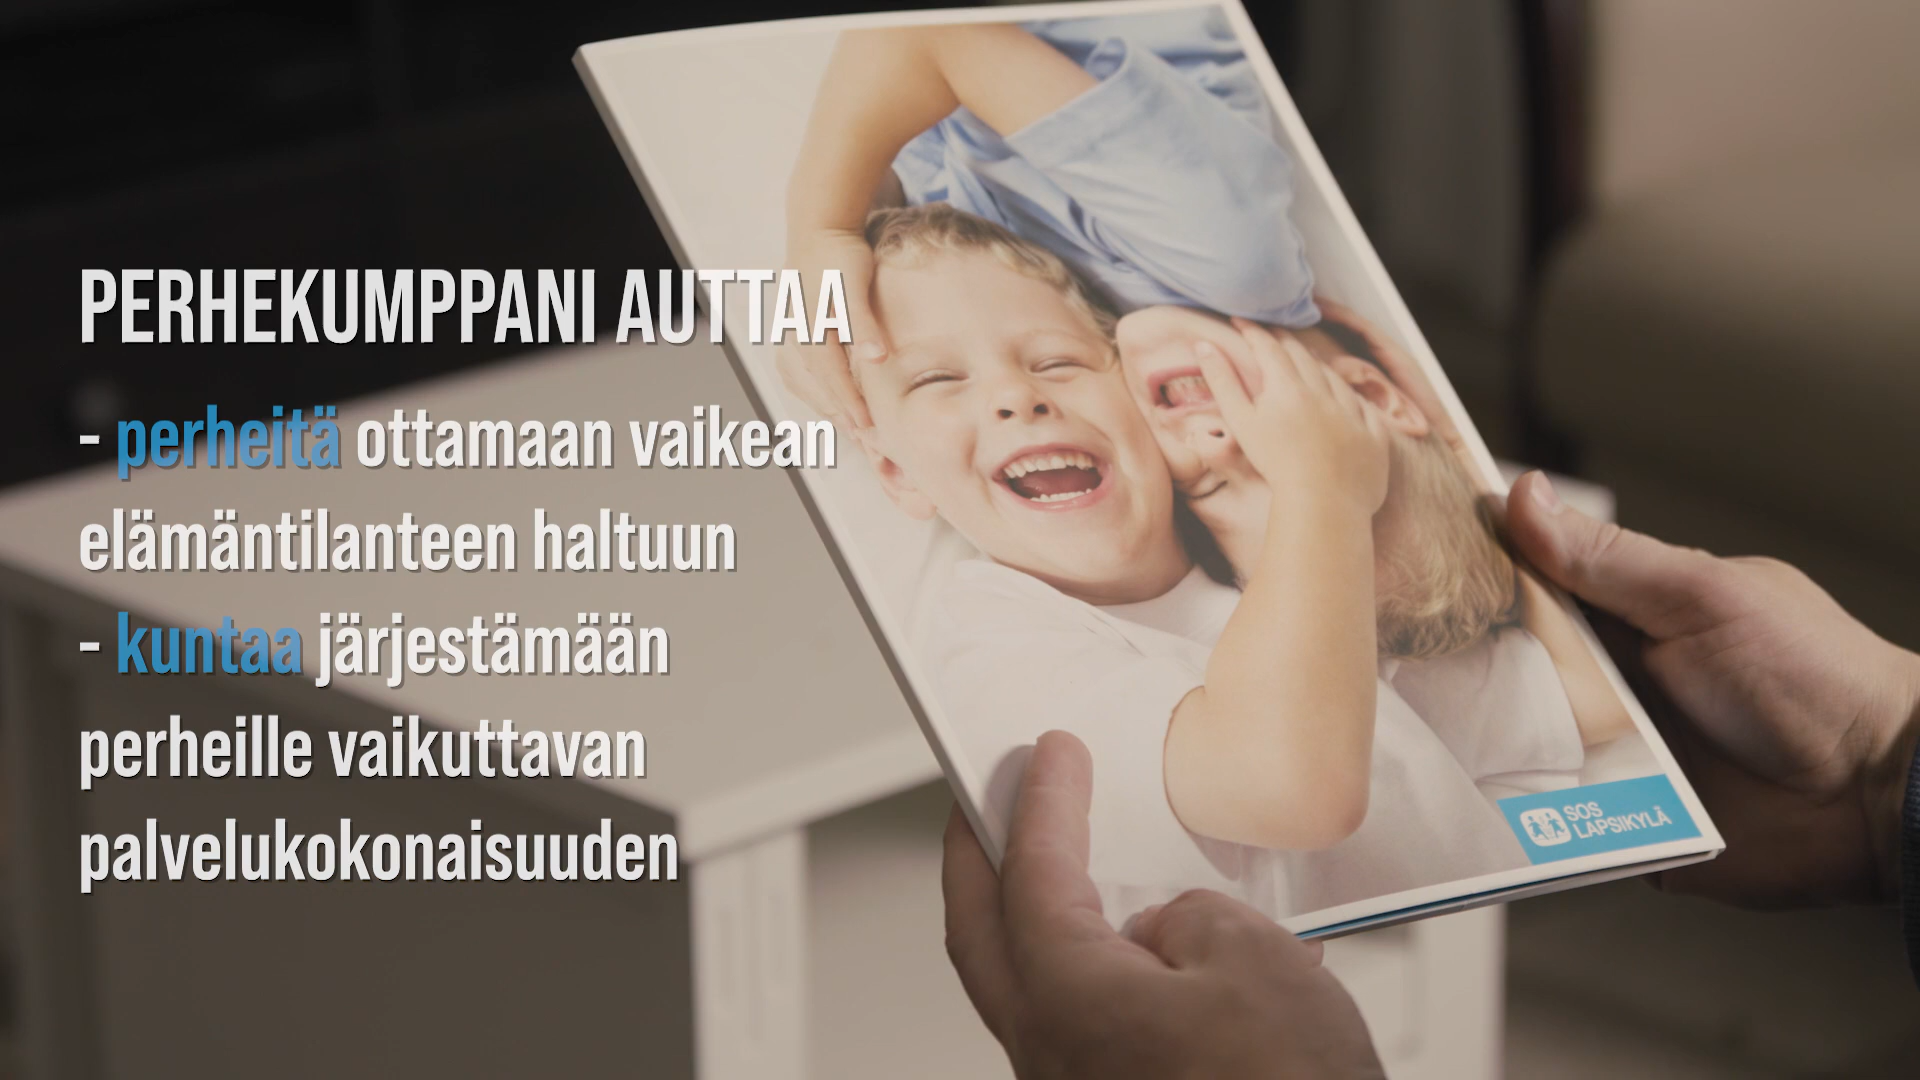 PERHEKUMPPANI AUTTAA
- perheitä ottamaan vaikean
elämäntilanteen haltuun
- kuntaa järjestämään
perheille vaikuttavan
palvelukokonaisuuden
SOS
LAPSIKYLÄ